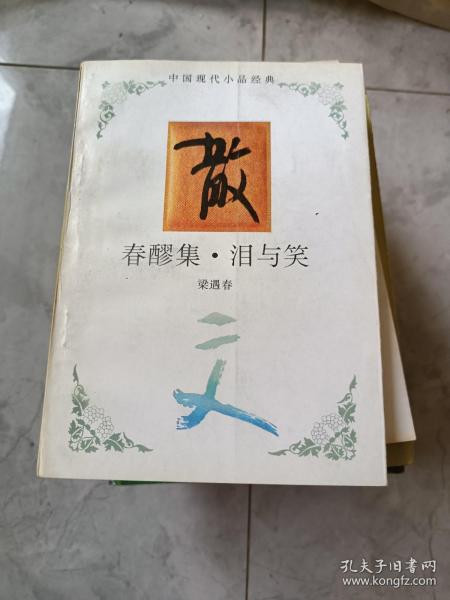 中国现代小品经典
散
春醪集·泪与笑
梁遇春
文
孔夫子旧书网
www.kongfz.com